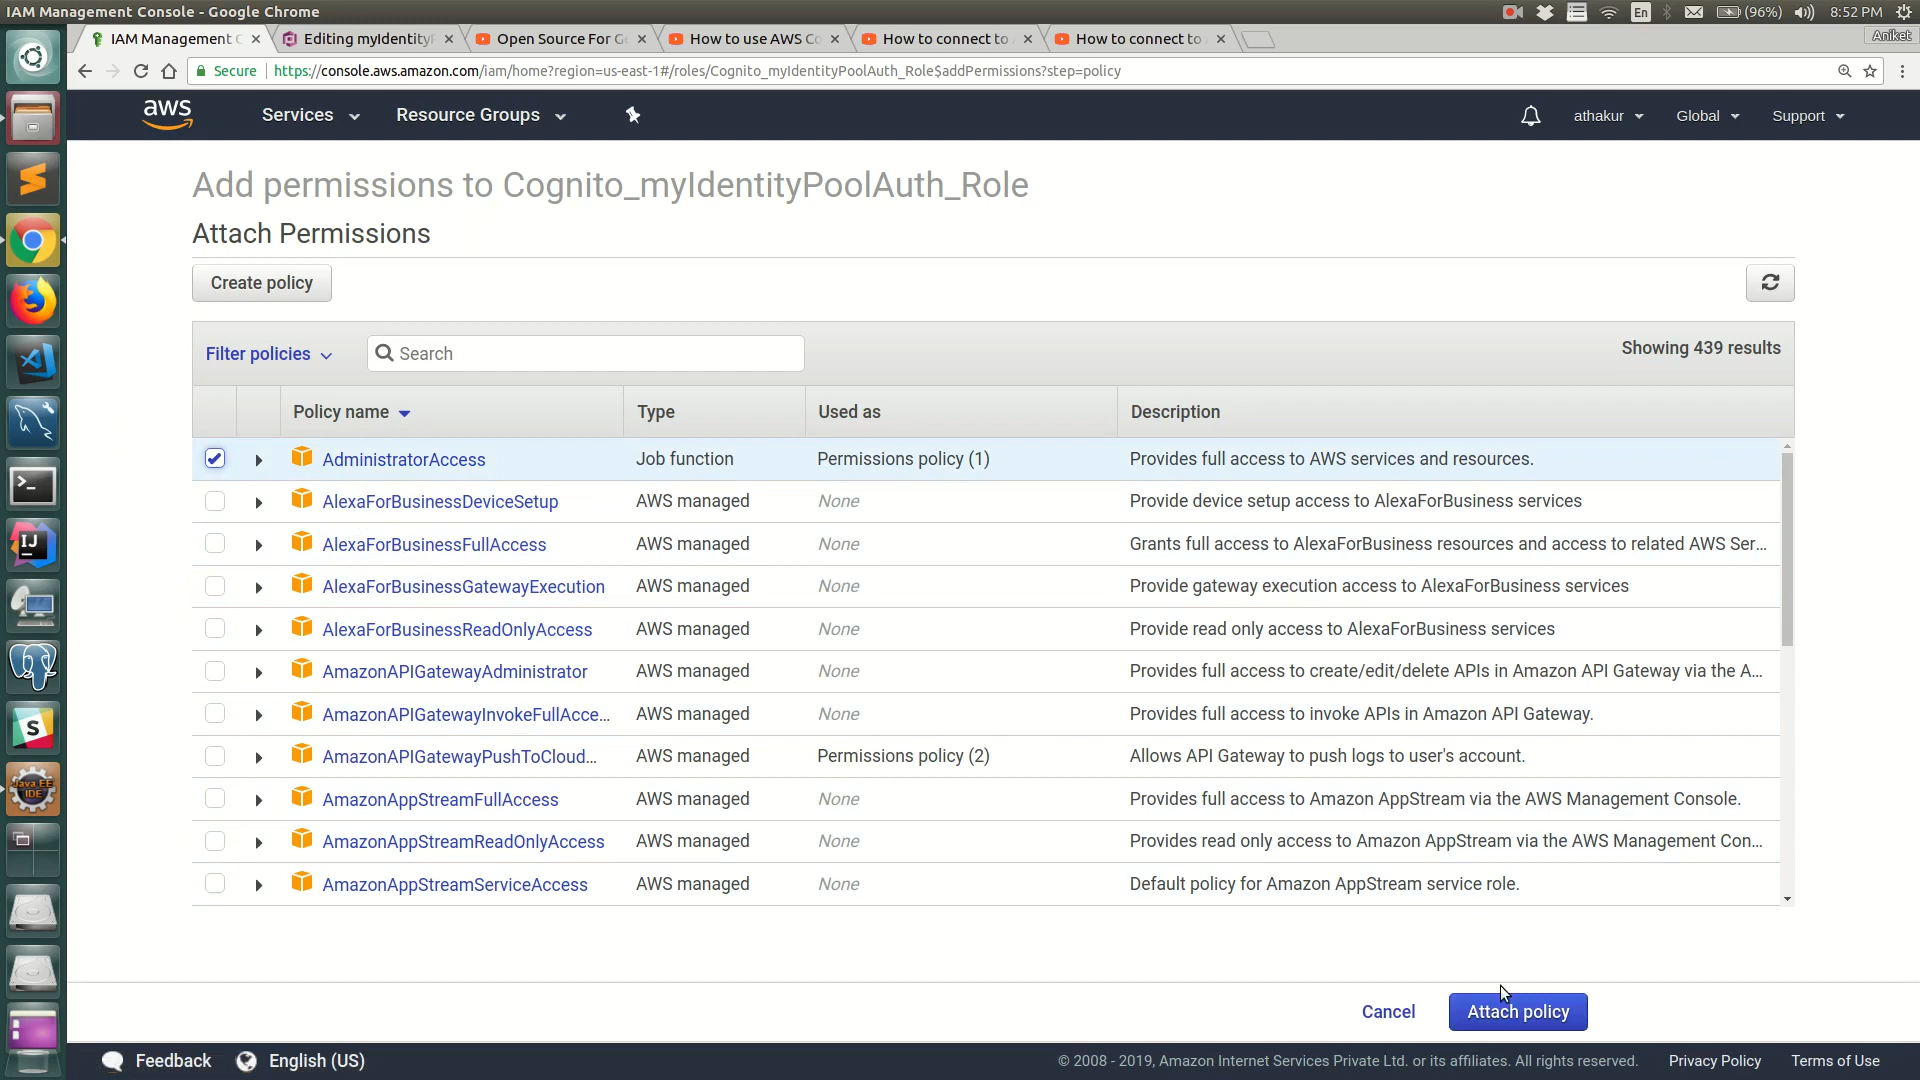 IAM Management Console - Google Chrome
En
(96%)
8:52 PM
IAM Management C
Editing myIdentityP
Open Source For Ge
How to use AWS Co
How to connect to
How to connect to
Aniket
Secure
https://console.aws.amazon.com/iam/home?region=us-east-1#/roles/Cognito_myIdentityPoolAuth_Role$addPermissions?step=policy
aws
Services
Resource Groups
athakur
Global
Support
Add permissions to Cognito_myIdentityPoolAuth_Role
Attach Permissions
Create policy
Filter policies
Search
Showing 439 results
Policy name
Type
Used as
Description
AdministratorAccess
Job function
Permissions policy (1)
Provides full access to AWS services and resources.
AlexaForBusinessDeviceSetup
AWS managed
None
Provide device setup access to AlexaForBusiness services
AlexaForBusinessFullAccess
AWS managed
None
Grants full access to AlexaForBusiness resources and access to related AWS Ser...
AlexaForBusinessGatewayExecution
AWS managed
None
Provide gateway execution access to AlexaForBusiness services
AlexaForBusinessReadOnlyAccess
AWS managed
None
Provide read only access to AlexaForBusiness services
AmazonAPIGatewayAdministrator
AWS managed
None
Provides full access to create/edit/delete APIs in Amazon API Gateway via the A...
AmazonAPIGatewayInvokeFullAcce...
AWS managed
None
Provides full access to invoke APIs in Amazon API Gateway.
AmazonAPIGatewayPushToCloud...
AWS managed
Permissions policy (2)
Allows API Gateway to push logs to user's account.
AmazonAppStreamFullAccess
AWS managed
None
Provides full access to Amazon AppStream via the AWS Management Console.
AmazonAppStreamReadOnlyAccess
AWS managed
None
Provides read only access to Amazon AppStream via the AWS Management Con...
AmazonAppStreamServiceAccess
AWS managed
None
Default policy for Amazon AppStream service role.
Cancel
Attach policy
Feedback
English (US)
© 2008 - 2019, Amazon Internet Services Private Ltd. or its affiliates. All rights reserved.
Privacy Policy
Terms of Use
IJ
S
Java EE
IDE